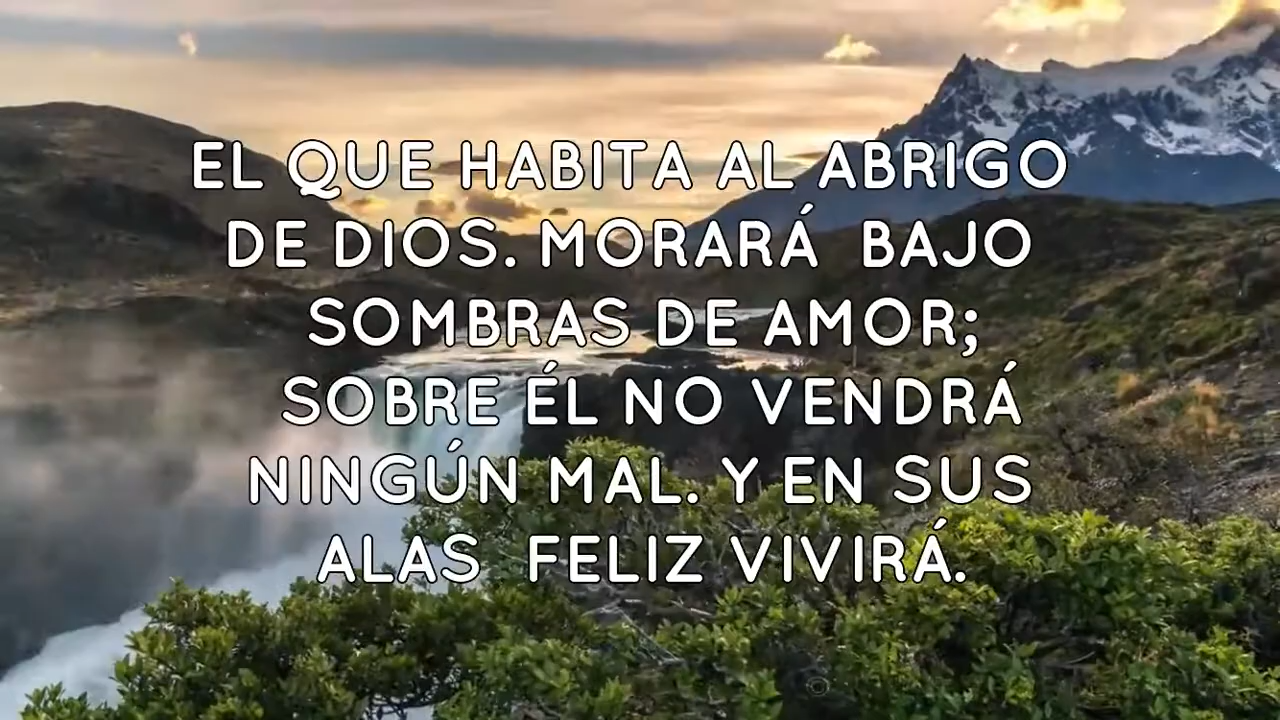 EL QUE HABITA AL ABRIGO
DE DIOS. MORARÁ BAJO
SOMBRAS DE AMOR;
SOBRE ÉL NO VENDRÁ
NINGÚN MAL. Y EN SUS
ALAS FELIZ VIVIRÁ.